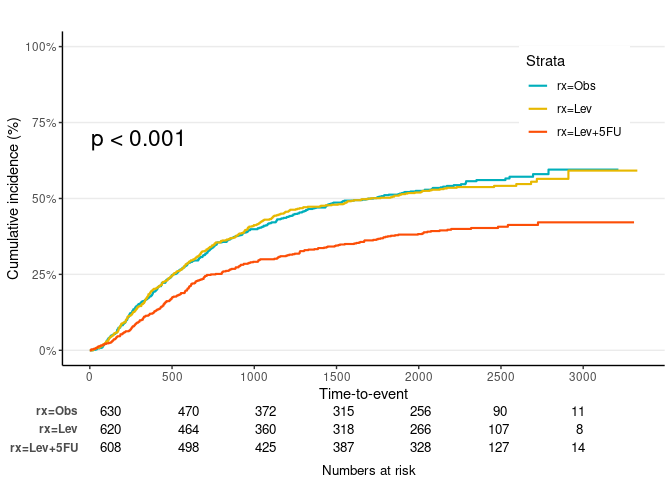 100%
75%
50%
25%
0%
Cumulative incidence (%)
p < 0.001
Strata
rx=Obs
rx=Lev
rx=Lev+5FU
0 500 1000 1500 2000 2500 3000
Time-to-event
rx=Obs 630 470 372 315 256 90 11
rx=Lev 620 464 360 318 266 107 8
rx=Lev+5FU 608 498 425 387 328 127 14
Numbers at risk